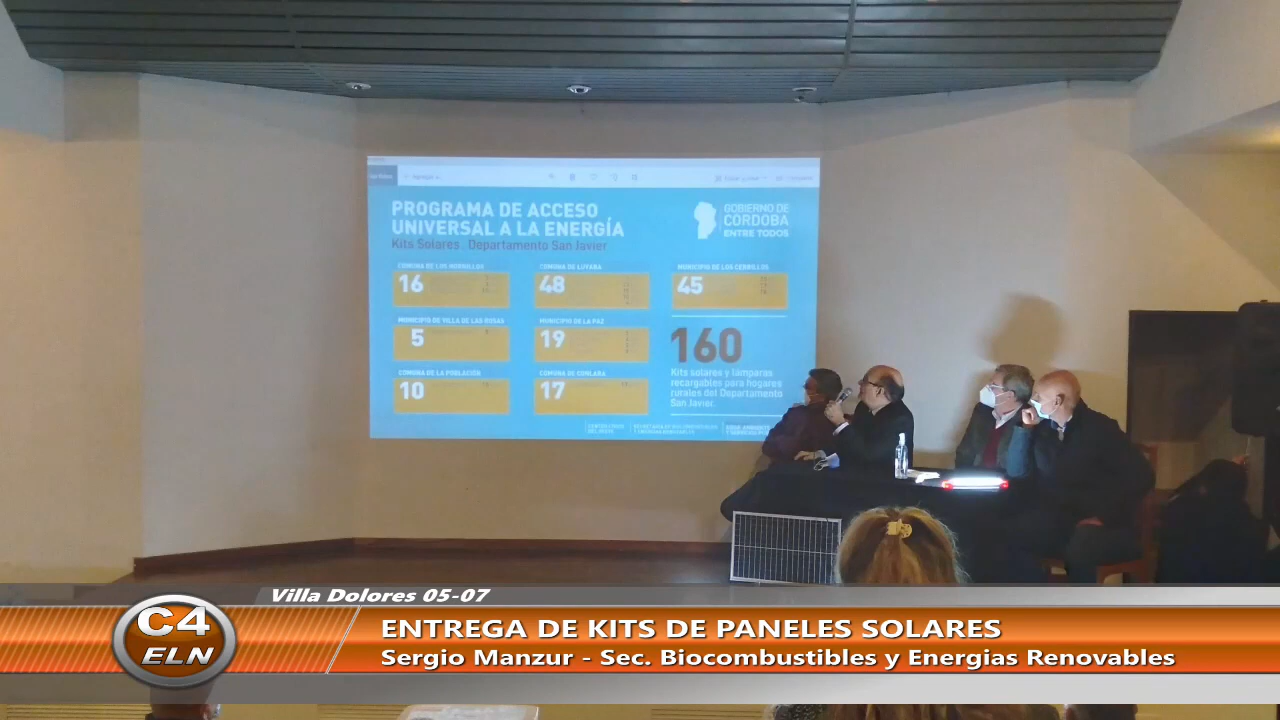 PROGRAMA DE ACCESO
UNIVERSAL A LA ENERGÍA
Kits Solares . Departamento San Javier
GOBIERNO DE
CÓRDOBA
ENTRE TODOS
COMUNA DE LOS HORNILLOS
16
COMUNA DE LUYABA
48
MUNICIPIO DE LOS CERRILLOS
45
MUNICIPIO DE VILLA DE LAS ROSAS
5
MUNICIPIO DE LA PAZ
19
COMUNA DE LA POBLACIÓN
10
COMUNA DE CONLARA
17
160
Kits solares y lámparas
recargables para hogares
rurales del Departamento
San Javier.
Villa Dolores 05-07
C4
ELN
ENTREGA DE KITS DE PANELES SOLARES
Sergio Manzur - Sec. Biocombustibles y Energias Renovables